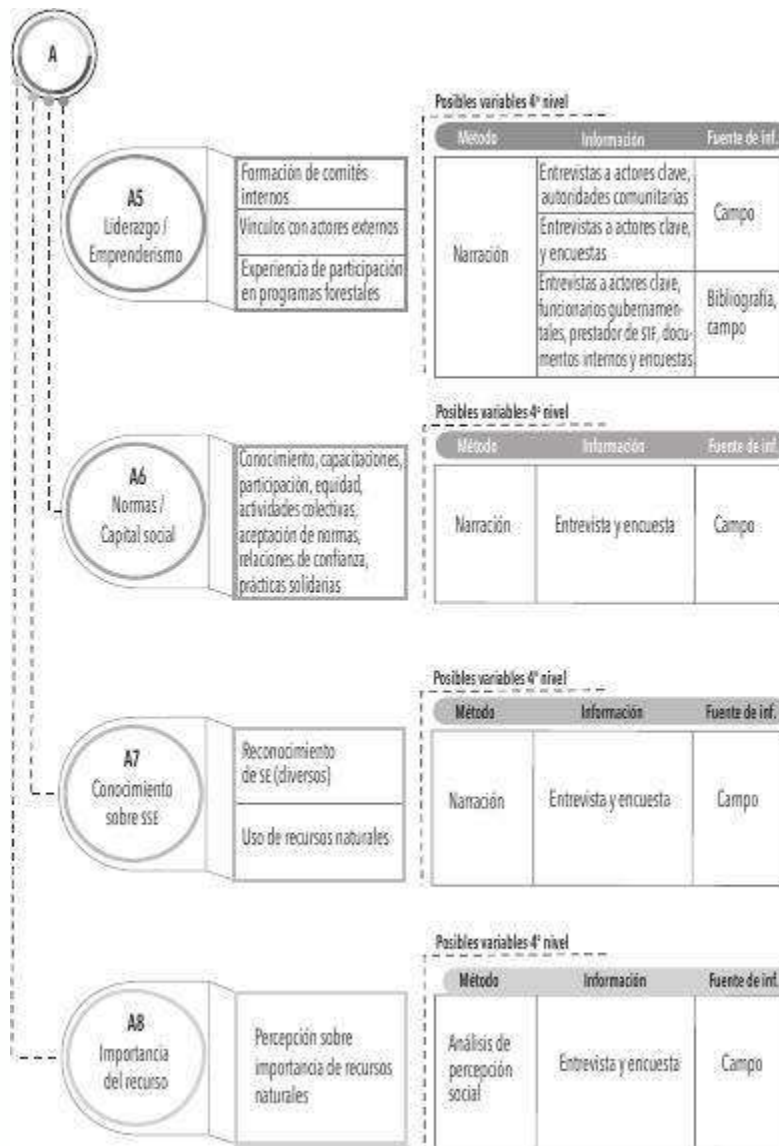 A
Posibles variables 4º nivel
Método Información Fuente de inf.
A5
Liderazgo /
Emprenderismo
Formación de comités
internos
Vínculos con actores externos
Experiencia de participación
en programas forestales
Narración
Entrevistas a actores clave,
autoridades comunitarias
Entrevistas a actores clave,
y encuestas
Campo
Entrevistas a actores clave,
funcionarios gubernamen-
tales, prestador de STF, docu-
mentos internos y encuestas
Bibliografía,
campo
Posibles variables 4º nivel
Método Información Fuente de inf.
A6
Normas /
Capital social
Conocimiento, capacitaciones,
participación, equidad,
actividades colectivas,
aceptación de normas,
relaciones de confianza,
prácticas solidarias
Narración Entrevista y encuesta Campo
Posibles variables 4º nivel
Método Información Fuente de inf.
A7
Conocimiento
sobre SSE
Reconocimiento
de SE (diversos)
Uso de recursos naturales
Narración Entrevista y encuesta Campo
Posibles variables 4º nivel
Método Información Fuente de inf.
A8
Importancia
del recurso
Percepción sobre
importancia de recursos
naturales
Análisis de
percepción
social
Entrevista y encuesta Campo